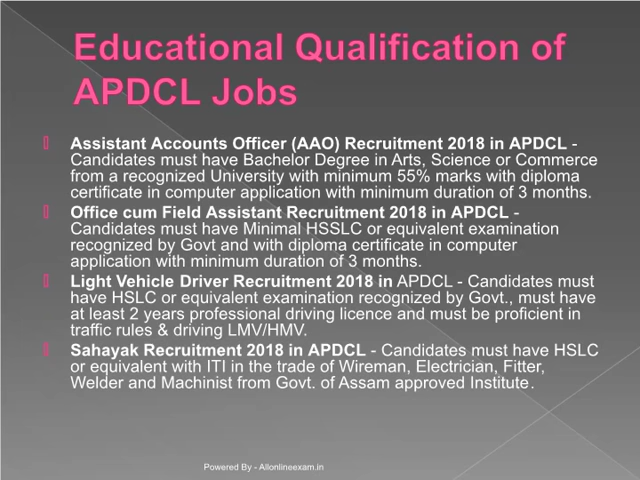 Educational Qualification of
APDCL Jobs
Assistant Accounts Officer (AAO) Recruitment 2018 in APDCL -
Candidates must have Bachelor Degree in Arts, Science or Commerce
from a recognized University with minimum 55% marks with diploma
certificate in computer application with minimum duration of 3 months.
Office cum Field Assistant Recruitment 2018 in APDCL -
Candidates must have Minimal HSSLC or equivalent examination
recognized by Govt and with diploma certificate in computer
application with minimum duration of 3 months.
Light Vehicle Driver Recruitment 2018 in APDCL - Candidates must
have HSLC or equivalent examination recognized by Govt., must have
at least 2 years professional driving licence and must be proficient in
traffic rules & driving LMV/HMV.
Sahayak Recruitment 2018 in APDCL - Candidates must have HSLC
or equivalent with ITI in the trade of Wireman, Electrician, Fitter,
Welder and Machinist from Govt. of Assam approved Institute.
Powered By - Allonlineexam.in